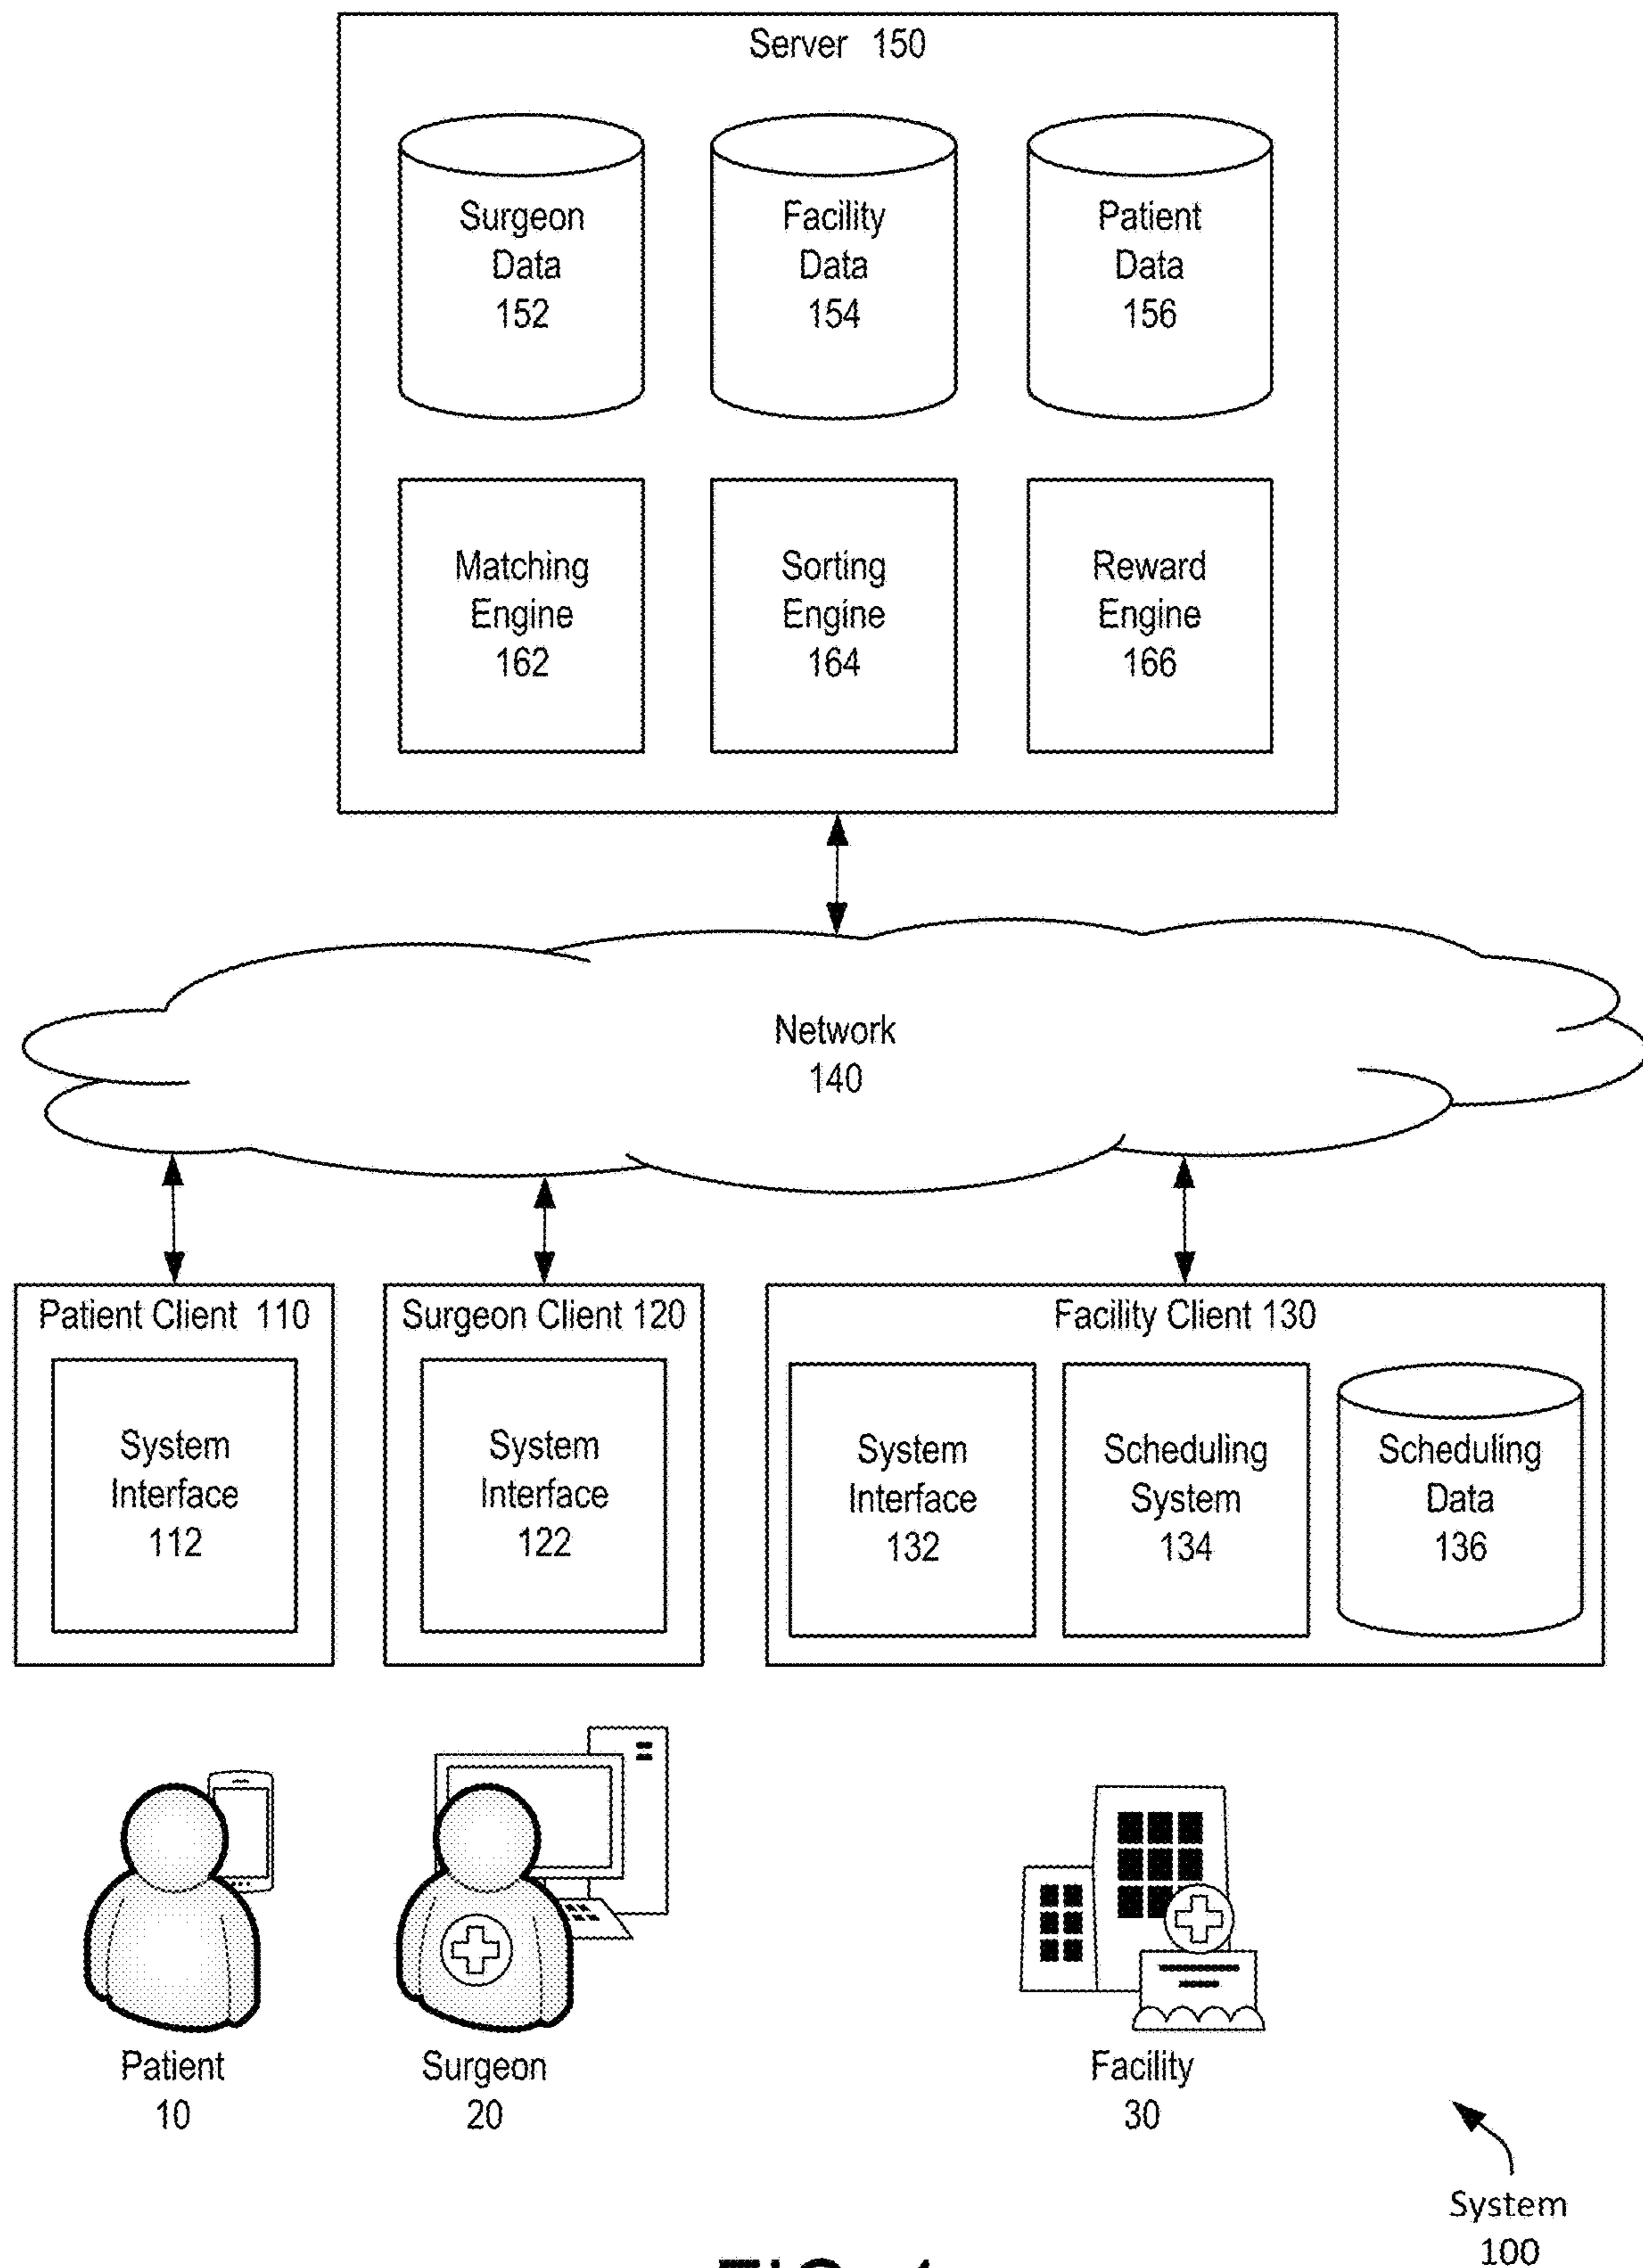 Server 150
Surgeon
Data
152
Facility
Data
154
Patient
Data
156
Matching
Engine
162
Sorting
Engine
164
Reward
Engine
166
Network
140
Patient Client 110
System
Interface
112
Surgeon Client 120
System
Interface
122
Facility Client 130
System
Interface
132
Scheduling
System
134
Scheduling
Data
136
Patient
10
Surgeon
20
Facility
30
System
100